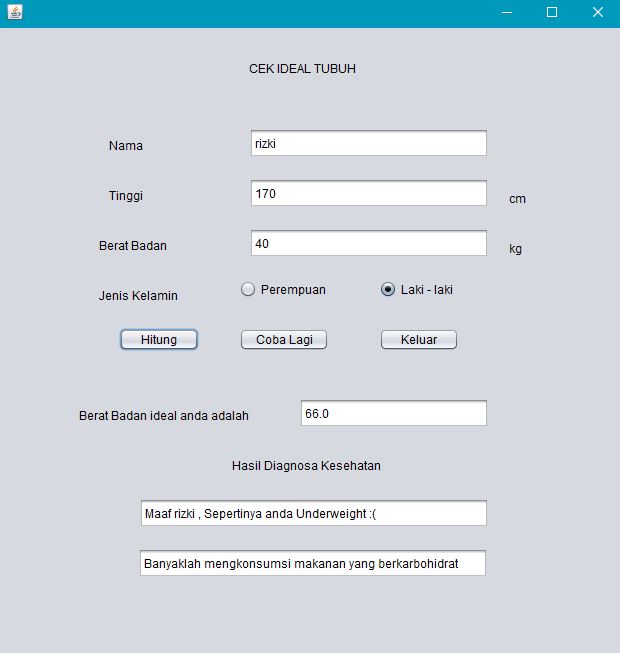 CEK IDEAL TUBUH
Nama rizki
Tinggi 170 cm
Berat Badan 40 kg
Jenis Kelamin Perempuan Laki - laki
Hitung Coba Lagi Keluar
Berat Badan ideal anda adalah 66.0
Hasil Diagnosa Kesehatan
Maaf rizki , Sepertinya anda Underweight :(
Banyaklah mengkonsumsi makanan yang berkarbohidrat